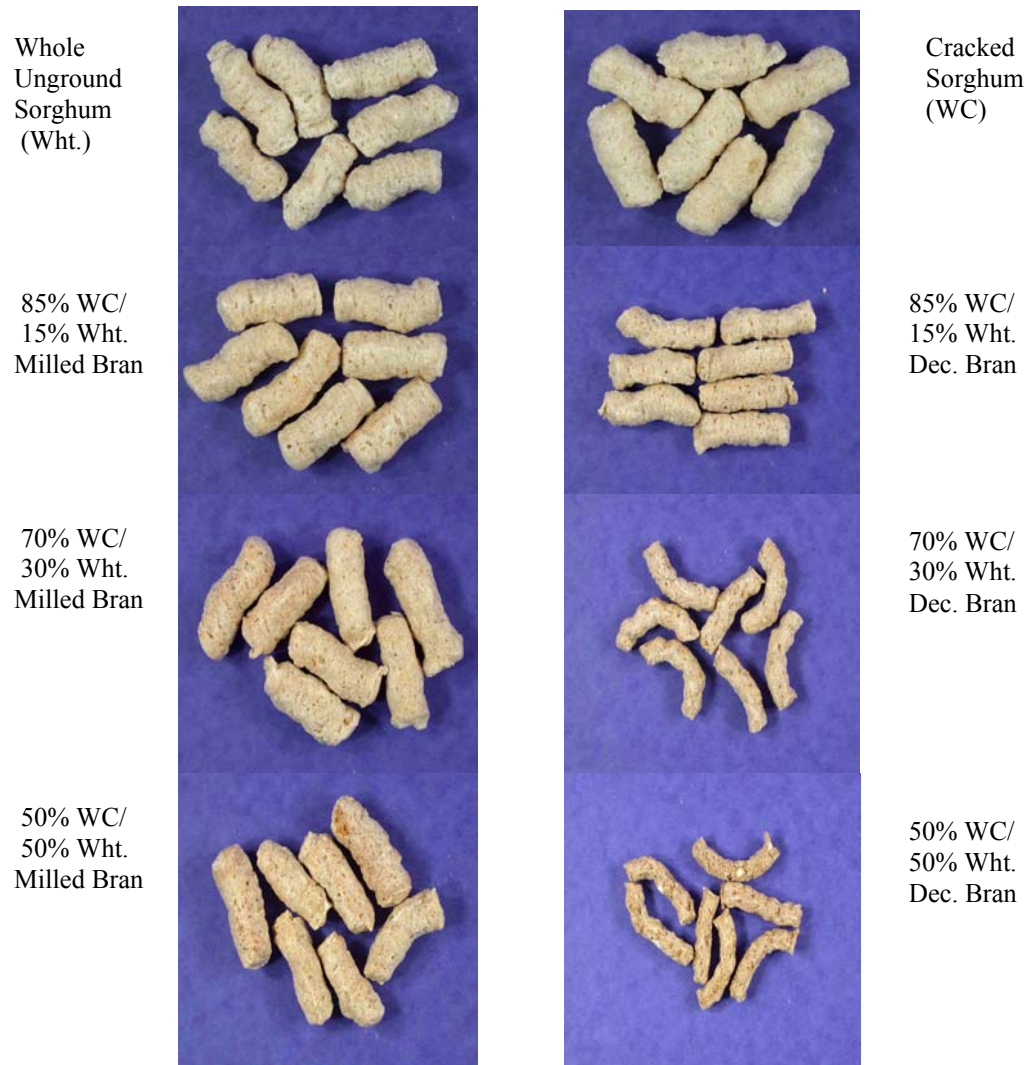 Whole
Unground
Sorghum
(Wht.)
Cracked
Sorghum
(WC)
85% WC/
15% Wht.
Milled Bran
85% WC/
15% Wht.
Dec. Bran
70% WC/
30% Wht.
Milled Bran
70% WC/
30% Wht.
Dec. Bran
50% WC/
50% Wht.
Milled Bran
50% WC/
50% Wht.
Dec. Bran